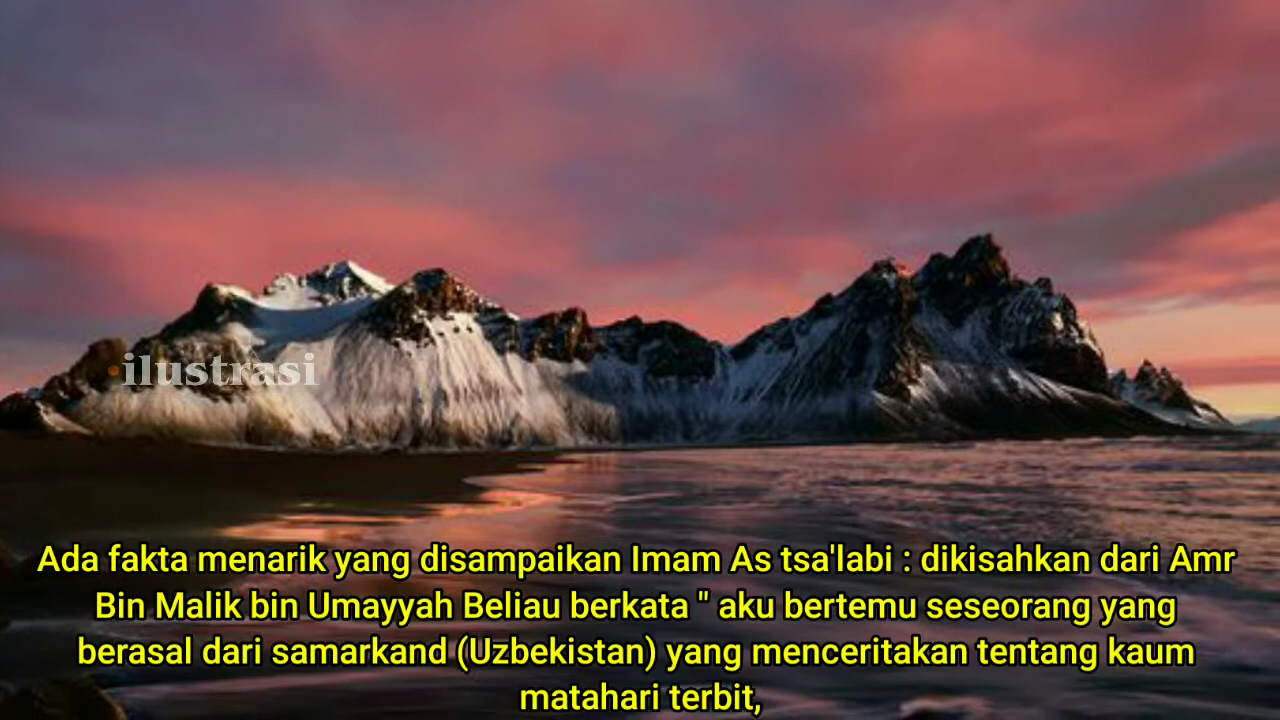 ilustrasi
Ada fakta menarik yang disampaikan Imam As tsa'labi : dikisahkan dari Amr
Bin Malik bin Umayyah Beliau berkata " aku bertemu seseorang yang
berasal dari samarkand (Uzbekistan) yang menceritakan tentang kaum
matahari terbit,